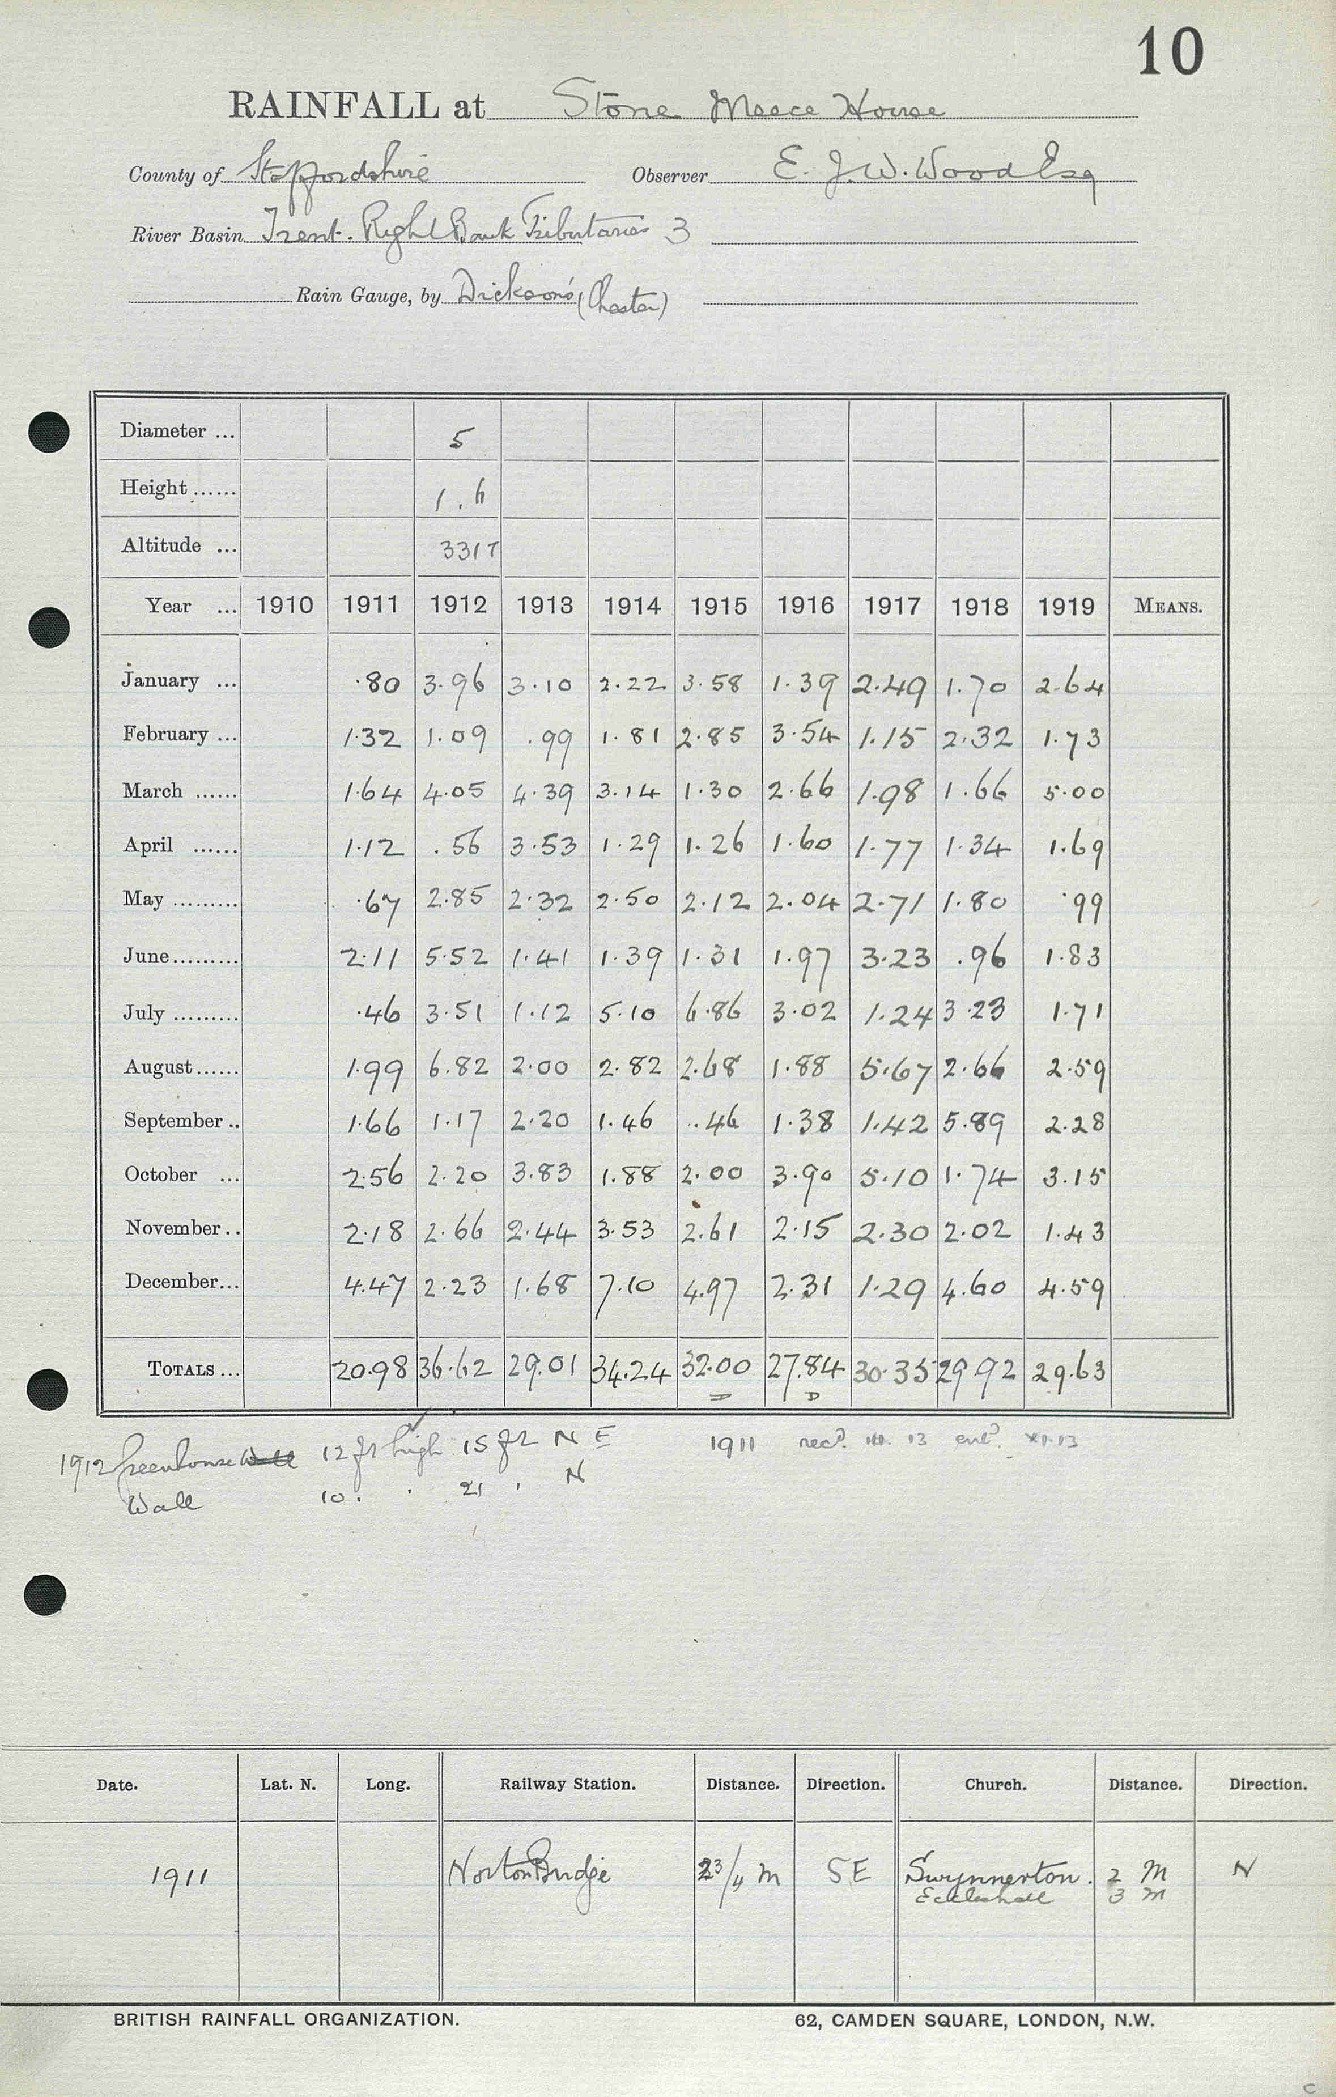 10
RAINFALL at Stone Meece House
County of Staffordshire Observer E. J. W. Wood Esq
River Basin Trent. Right Bank Tributaries 3
Rain Gauge, by Dickson's (Chester)
Diameter ... 5
Height ...... 1.6
Altitude ... 331T
Year ... 1910 1911 1912 1913 1914 1915 1916 1917 1918 1919 MEANS.
January ... .80 3.96 3.10 2.22 3.58 1.39 2.49 1.70 2.64
February ... 1.32 1.09 .99 1.81 2.85 3.54 1.15 2.32 1.73
March ...... 1.64 4.05 4.39 3.14 1.30 2.66 1.98 1.66 5.00
April ...... 1.12 .56 3.53 1.29 1.26 1.60 1.77 1.34 1.69
May ......... .67 2.85 2.32 2.50 2.12 2.04 2.71 1.80 .99
June ......... 2.11 5.52 1.41 1.39 1.31 1.97 3.23 .96 1.83
July ......... .46 3.51 1.12 5.10 6.86 3.02 1.24 3.23 1.71
August ...... 1.99 6.82 2.00 2.82 2.68 1.88 5.67 2.66 2.59
September .. 1.66 1.17 2.20 1.46 .46 1.38 1.42 5.89 2.28
October ... 2.56 2.20 3.83 1.88 2.00 3.90 5.10 1.74 3.15
November .. 2.18 2.66 2.44 3.53 2.61 2.15 2.30 2.02 1.43
December ... 4.47 2.23 1.68 7.10 4.97 2.31 1.29 4.60 4.59
TOTALS ... 20.98 36.62 29.01 34.24 32.00 27.84 30.35 29.92 29.63
1912 Greenhouse Wall 12 ft high 15 ft N E 1911 recd. 13 entd. 13
Wall 10 . . 21 . N
Date. Lat. N. Long. Railway Station. Distance. Direction. Church. Distance. Direction.
1911 Norton Bridge 2 3/4 m SE Swynnerton. 2 M N
Eccleshall 3 m
BRITISH RAINFALL ORGANIZATION. 62, CAMDEN SQUARE, LONDON, N.W.
C